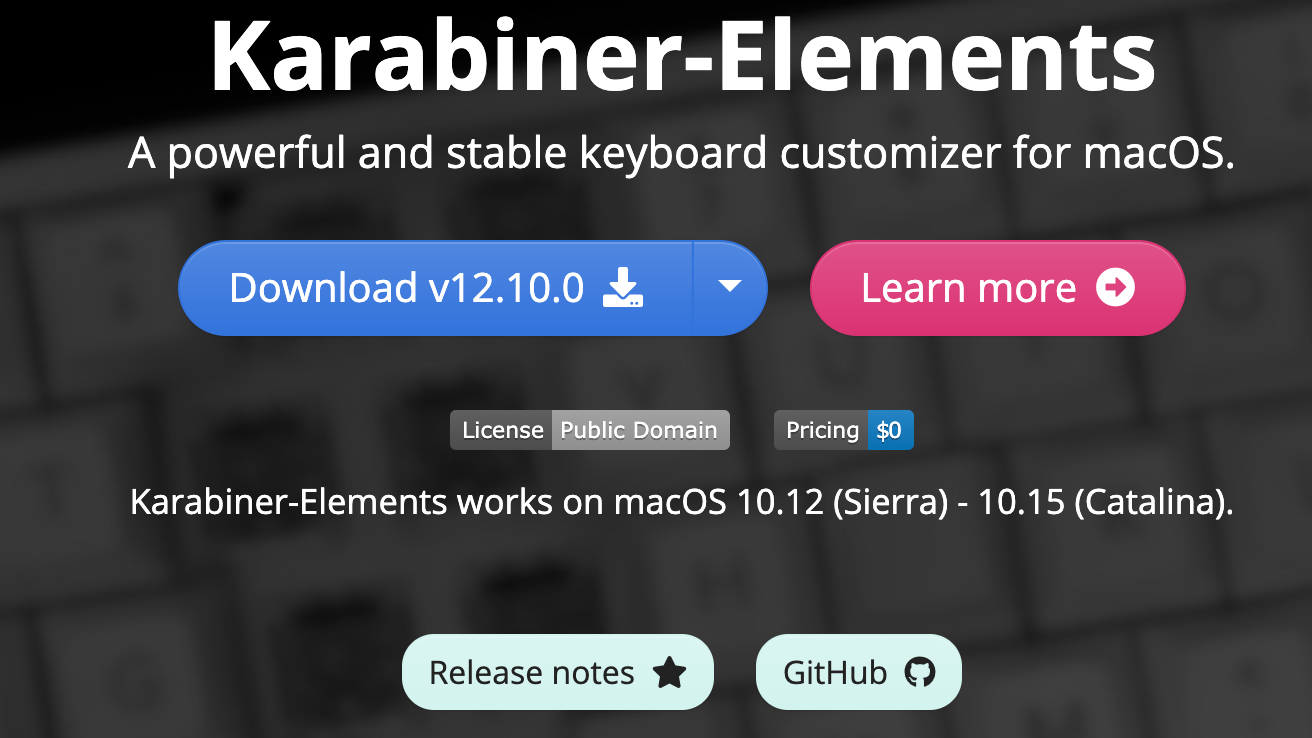 Karabiner-Elements
A powerful and stable keyboard customizer for macOS.
Download v12.10.0
Learn more
License Public Domain
Pricing $0
Karabiner-Elements works on macOS 10.12 (Sierra) - 10.15 (Catalina).
Release notes
GitHub